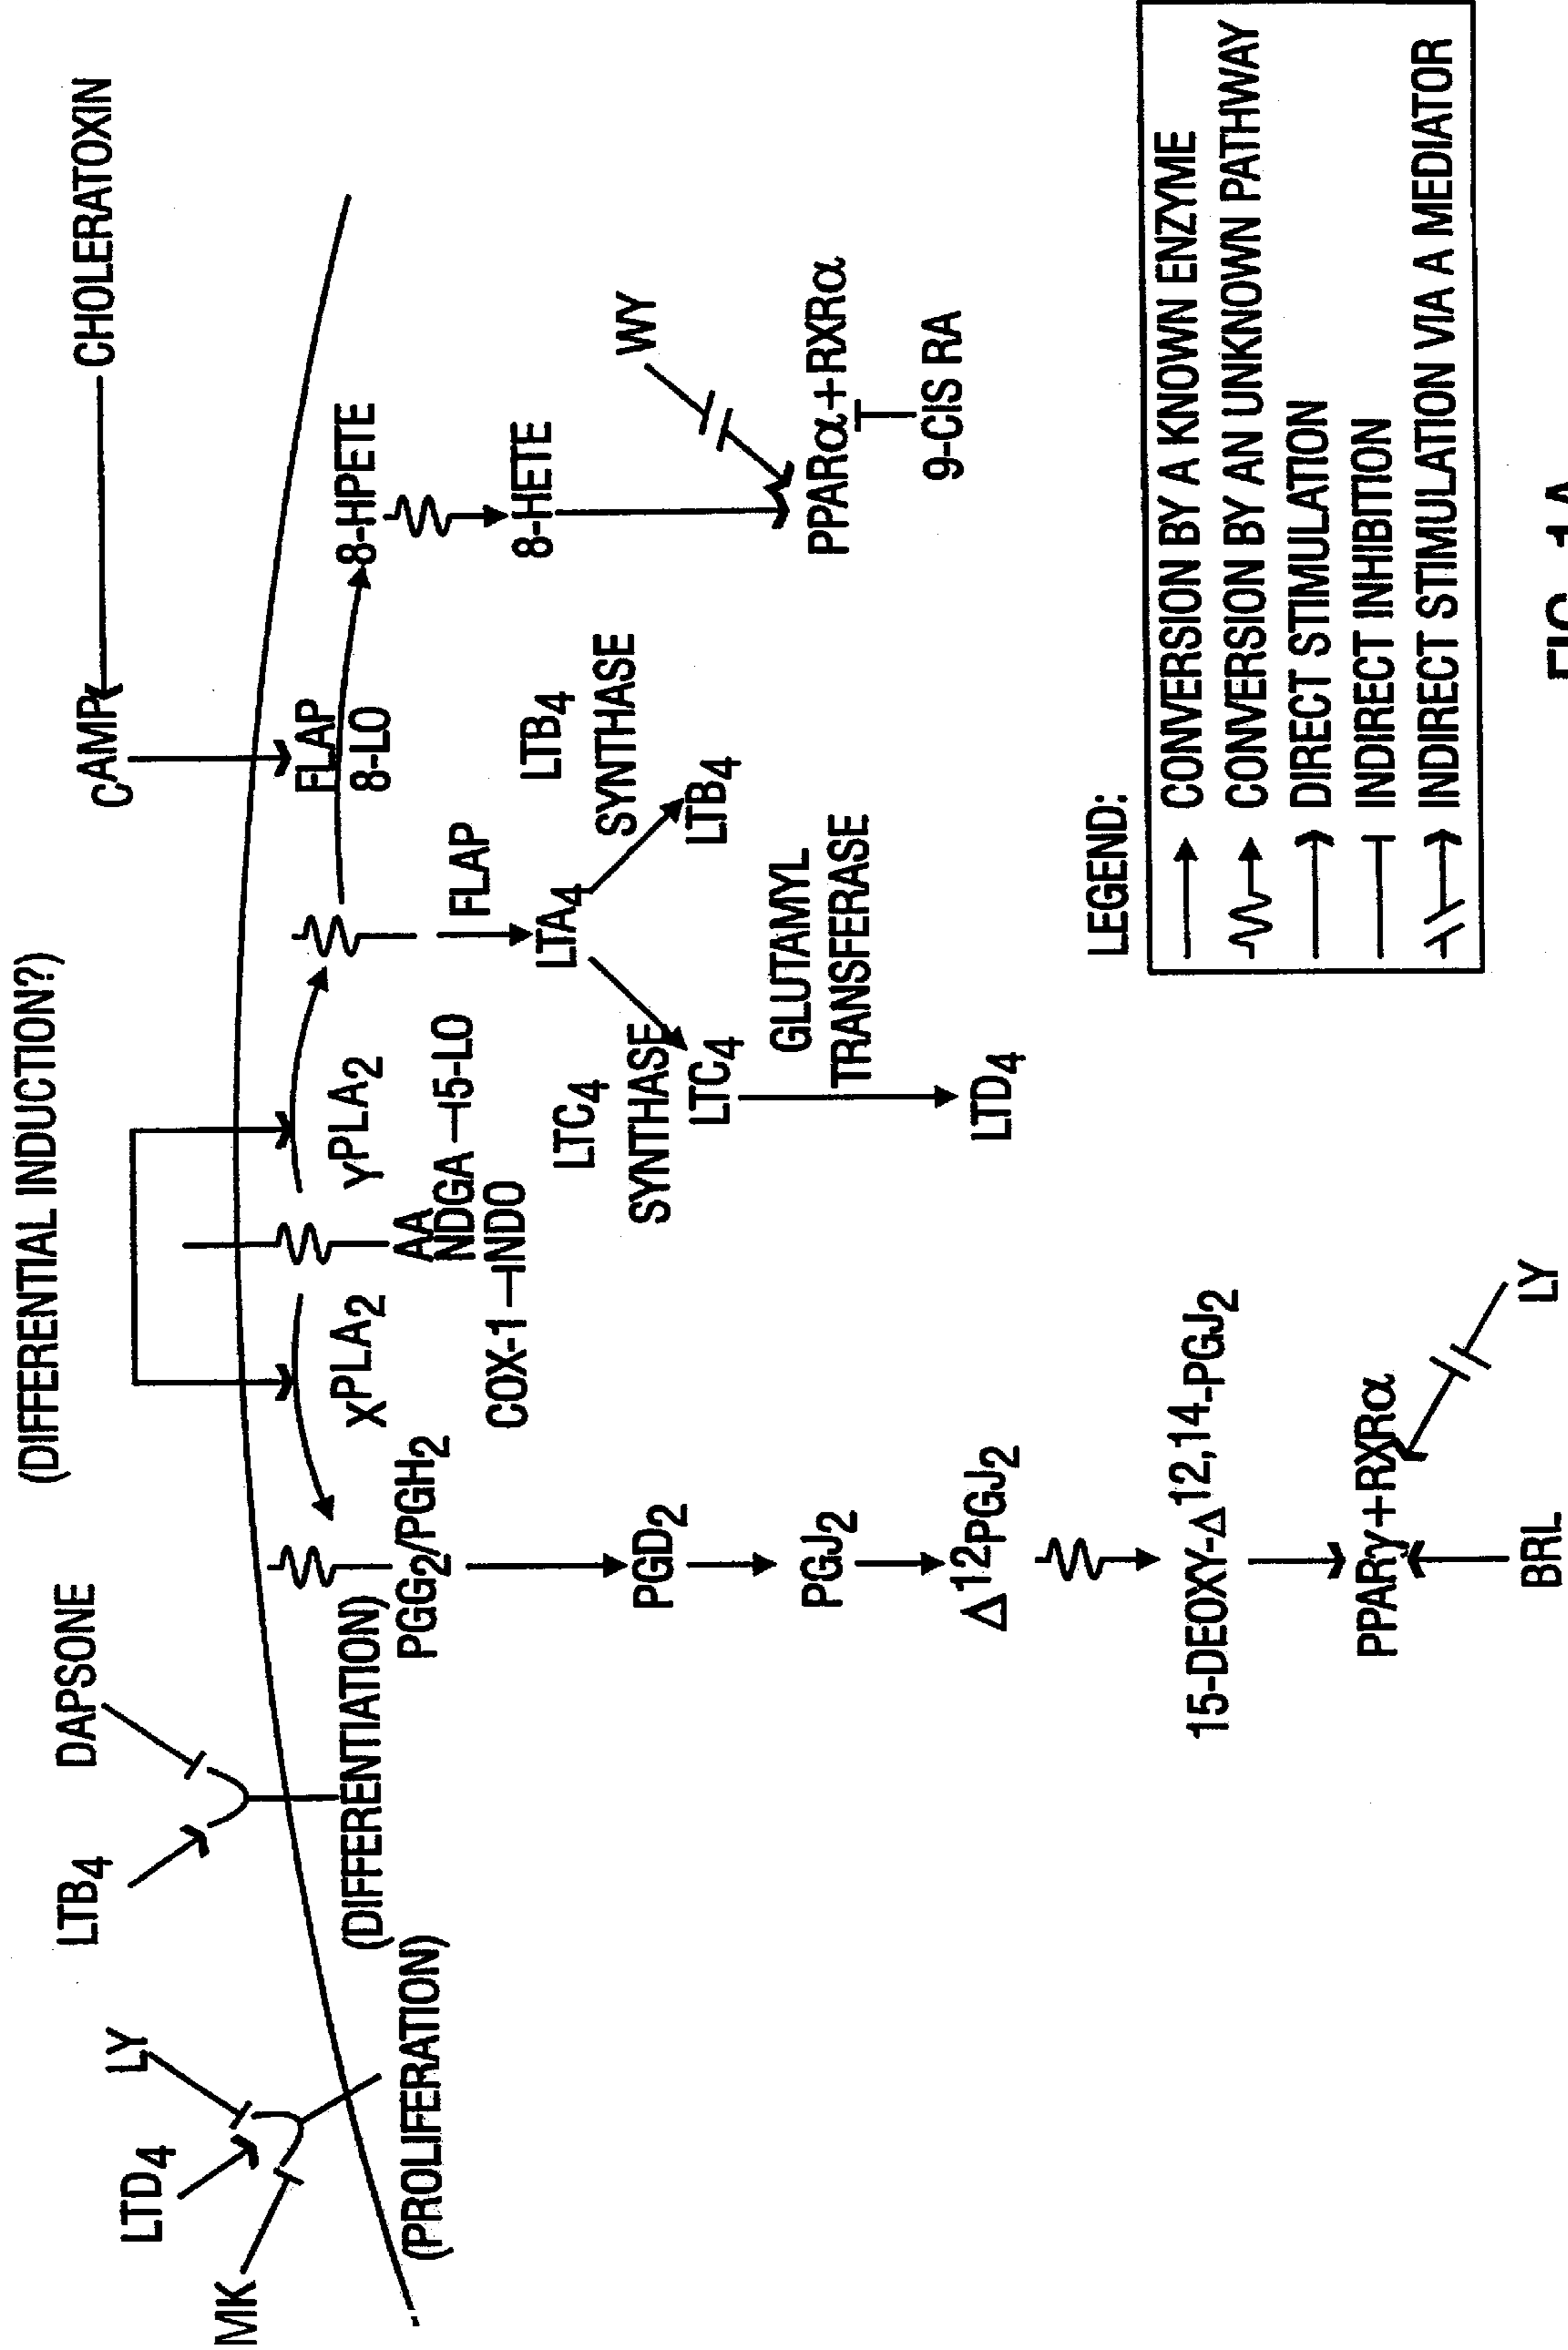 (DIFFERENTIAL INDUCTION?)
MK
LTD4
LY
LTB4
DAPSONE
CAMP
CHOLERATOXIN
(PROLIFERATION)
(DIFFERENTIATION)
XPLA2
YPLA2
FLAP
8-LO
8-HPETE
PGG2/PGH2
AA
NDGA⊣5-LO
COX-1⊣INDO
FLAP
8-HETE
LTA4
LTC4
SYNTHASE
LTB4
SYNTHASE
WY
PGD2
LTC4
LTB4
GLUTAMYL
TRANSFERASE
PPARα+RXRα
PGJ2
9-CIS RA
Δ12PGJ2
LTD4
15-DEOXY-Δ12,14-PGJ2
PPARγ+RXRα
BRL
LY
LEGEND:
CONVERSION BY A KNOWN ENZYME
CONVERSION BY AN UNKNOWN PATHWAY
DIRECT STIMULATION
INDIRECT INHIBITION
INDIRECT STIMULATION VIA A MEDIATOR